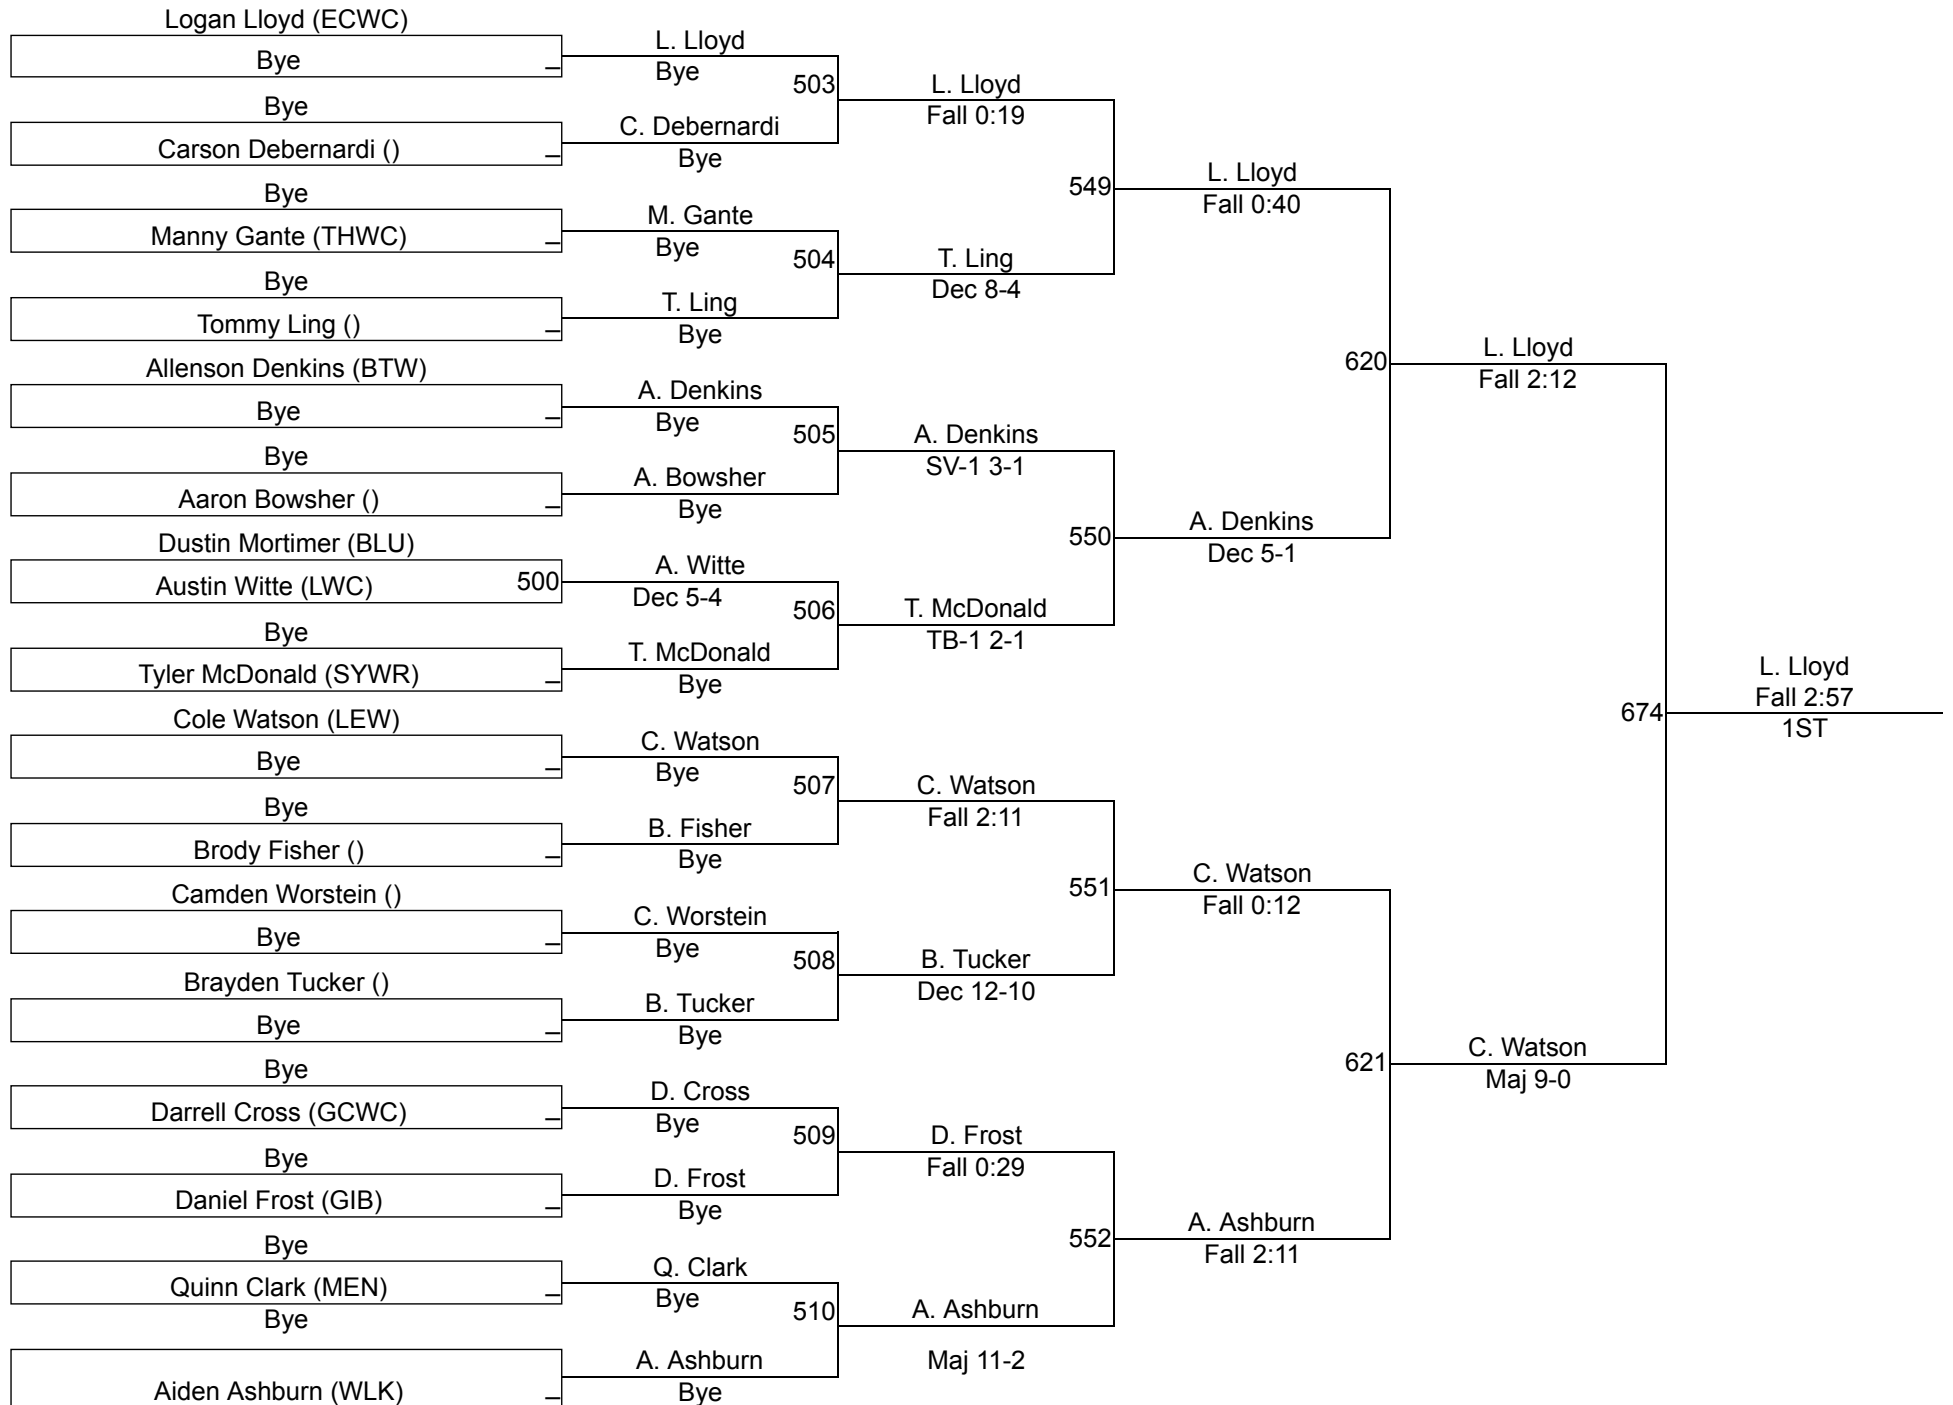 Logan Lloyd (ECWC)
Bye _
L. Lloyd
Bye
503
Bye
Carson Debernardi () _
C. Debernardi
Bye
L. Lloyd
Fall 0:19
Bye
Manny Gante (THWC) _
M. Gante
Bye
504
Bye
Tommy Ling () _
T. Ling
Bye
T. Ling
Dec 8-4
549
L. Lloyd
Fall 0:40
Allenson Denkins (BTW)
Bye _
A. Denkins
Bye
505
Bye
Aaron Bowsher () _
A. Bowsher
Bye
A. Denkins
SV-1 3-1
Dustin Mortimer (BLU)
Austin Witte (LWC) 500
A. Witte
Dec 5-4
506
Bye
Tyler McDonald (SYWR) _
T. McDonald
Bye
T. McDonald
TB-1 2-1
550
A. Denkins
Dec 5-1
620
L. Lloyd
Fall 2:12
Cole Watson (LEW)
Bye _
C. Watson
Bye
507
Bye
Brody Fisher () _
B. Fisher
Bye
C. Watson
Fall 2:11
Camden Worstein ()
Bye _
C. Worstein
Bye
508
Brayden Tucker ()
Bye _
B. Tucker
Bye
B. Tucker
Dec 12-10
551
C. Watson
Fall 0:12
Bye
Darrell Cross (GCWC) _
D. Cross
Bye
509
Bye
Daniel Frost (GIB) _
D. Frost
Bye
D. Frost
Fall 0:29
Bye
Quinn Clark (MEN) _
Q. Clark
Bye
510
Bye
Aiden Ashburn (WLK) _
A. Ashburn
Bye
A. Ashburn
Maj 11-2
552
A. Ashburn
Fall 2:11
621
C. Watson
Maj 9-0
674
L. Lloyd
Fall 2:57
1ST